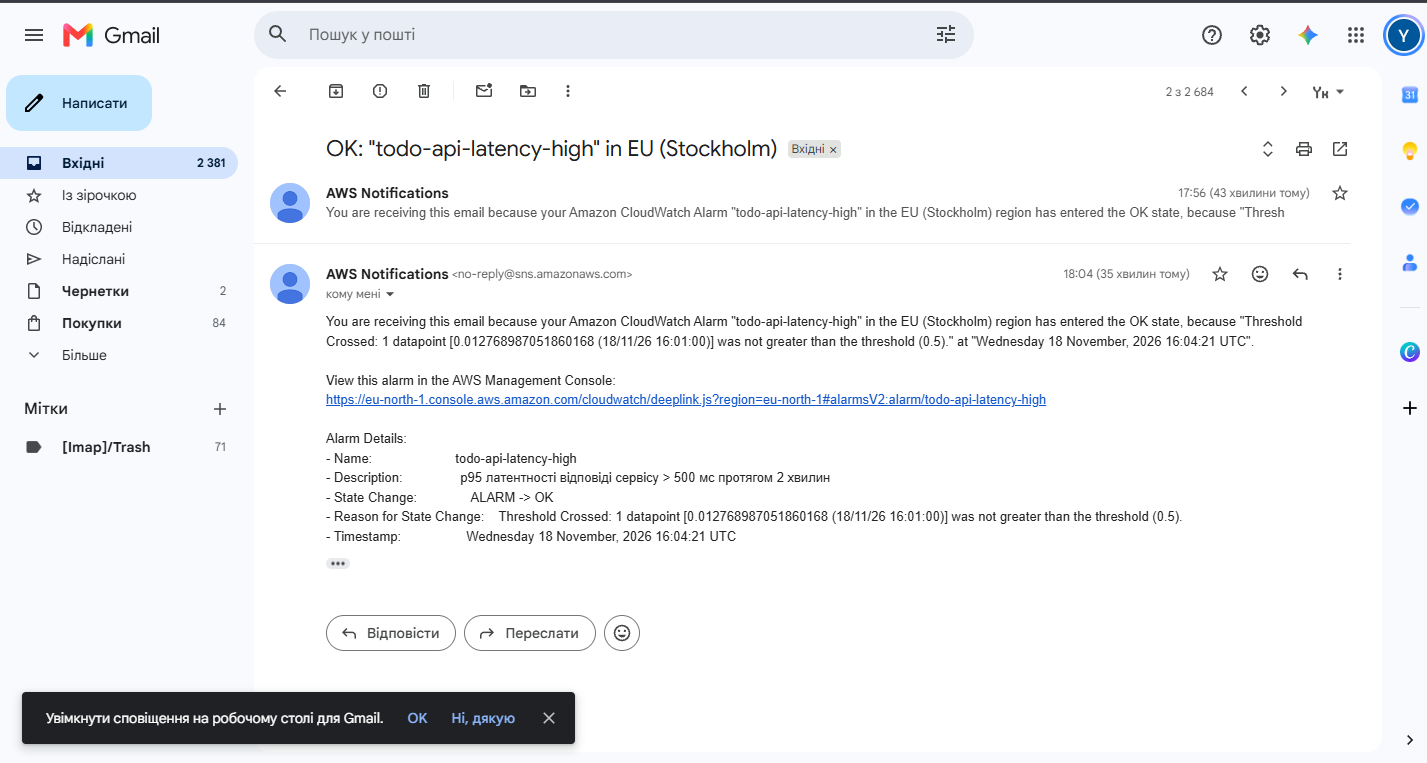 Gmail
Пошук у пошті
Y
Написати
2 з 2 684
Yк
31
Вхідні 2 381
Із зірочкою
Відкладені
Надіслані
Чернетки 2
Покупки 84
Більше
Мітки
[Imap]/Trash 71
OK: "todo-api-latency-high" in EU (Stockholm) Вхідні ×
AWS Notifications 17:56 (43 хвилини тому)
You are receiving this email because your Amazon CloudWatch Alarm "todo-api-latency-high" in the EU (Stockholm) region has entered the OK state, because "Thresh
AWS Notifications <no-reply@sns.amazonaws.com> 18:04 (35 хвилин тому)
кому мені
You are receiving this email because your Amazon CloudWatch Alarm "todo-api-latency-high" in the EU (Stockholm) region has entered the OK state, because "Threshold
Crossed: 1 datapoint [0.012768987051860168 (18/11/26 16:01:00)] was not greater than the threshold (0.5)." at "Wednesday 18 November, 2026 16:04:21 UTC".
View this alarm in the AWS Management Console:
https://eu-north-1.console.aws.amazon.com/cloudwatch/deeplink.js?region=eu-north-1#alarmsV2:alarm/todo-api-latency-high
Alarm Details:
- Name: todo-api-latency-high
- Description: p95 латентності відповіді сервісу > 500 мс протягом 2 хвилин
- State Change: ALARM -> OK
- Reason for State Change: Threshold Crossed: 1 datapoint [0.012768987051860168 (18/11/26 16:01:00)] was not greater than the threshold (0.5).
- Timestamp: Wednesday 18 November, 2026 16:04:21 UTC
Відповісти
Переслати
Увімкнути сповіщення на робочому столі для Gmail. OK Ні, дякую